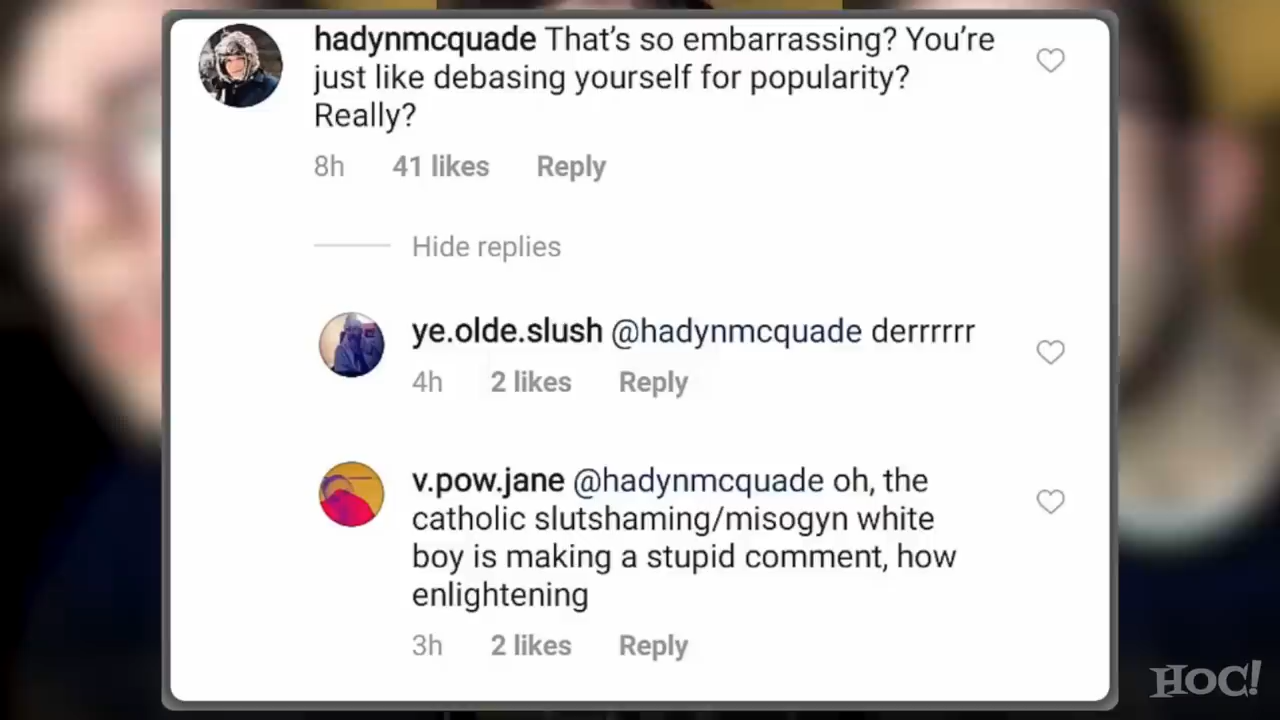 hadynmcquade That’s so embarrassing? You’re
just like debasing yourself for popularity?
Really?
8h 41 likes Reply
Hide replies
ye.olde.slush @hadynmcquade derrrrrr
4h 2 likes Reply
v.pow.jane @hadynmcquade oh, the
catholic slutshaming/misogyn white
boy is making a stupid comment, how
enlightening
3h 2 likes Reply
HOC!